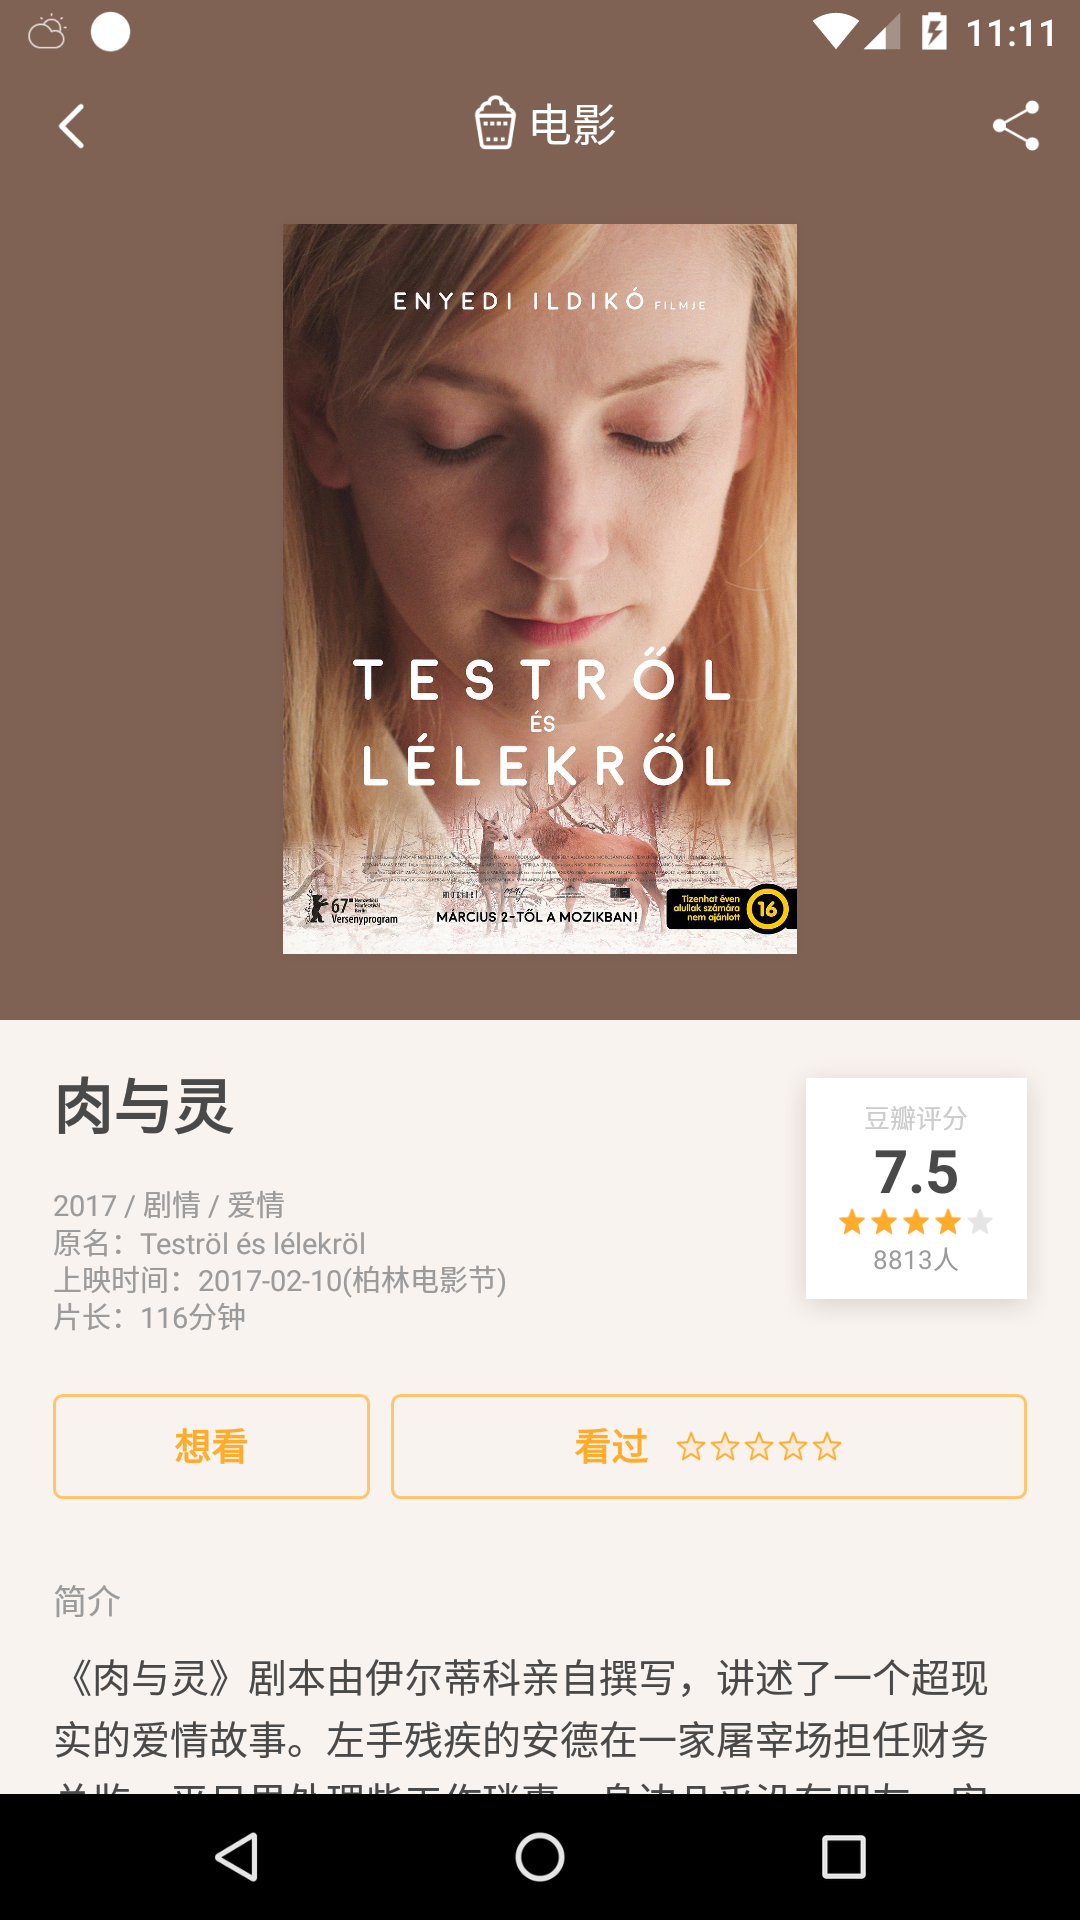 11:11
电影
ENYEDI ILDIKÓ FILMJE
TESTRŐL
ÉS
LÉLEKRŐL
67
Versenyprogram
MÁRCIUS 2-TŐL A MOZIKBAN!
Tizenhat éven
aluliak számára
nem ajánlott
16
肉与灵
2017 / 剧情 / 爱情
原名：Teströl és lélekröl
上映时间：2017-02-10(柏林电影节)
片长：116分钟
豆瓣评分
7.5
8813人
想看
看过
简介
《肉与灵》剧本由伊尔蒂科亲自撰写，讲述了一个超现
实的爱情故事。左手残疾的安德在一家屠宰场担任财务